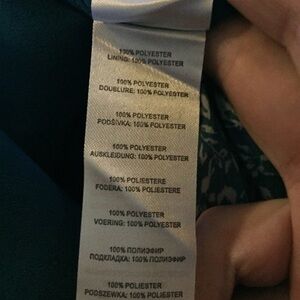 100% POLYESTER
LINING: 100% POLYESTER
100% POLYESTER
DOUBLURE: 100% POLYESTER
100% POLYESTER
PODŠÍVKA: 100% POLYESTER
100% POLYESTER
AUSKLEIDUNG: 100% POLYESTER
100% POLIESTERE
FODERA: 100% POLIESTERE
100% POLYESTER
VOERING: 100% POLYESTER
100% ПОЛИЭФИР
ПОДКЛАДКА: 100% ПОЛИЭФИР
100% POLIESTER
PODSZEWKA: 100% POLIESTER